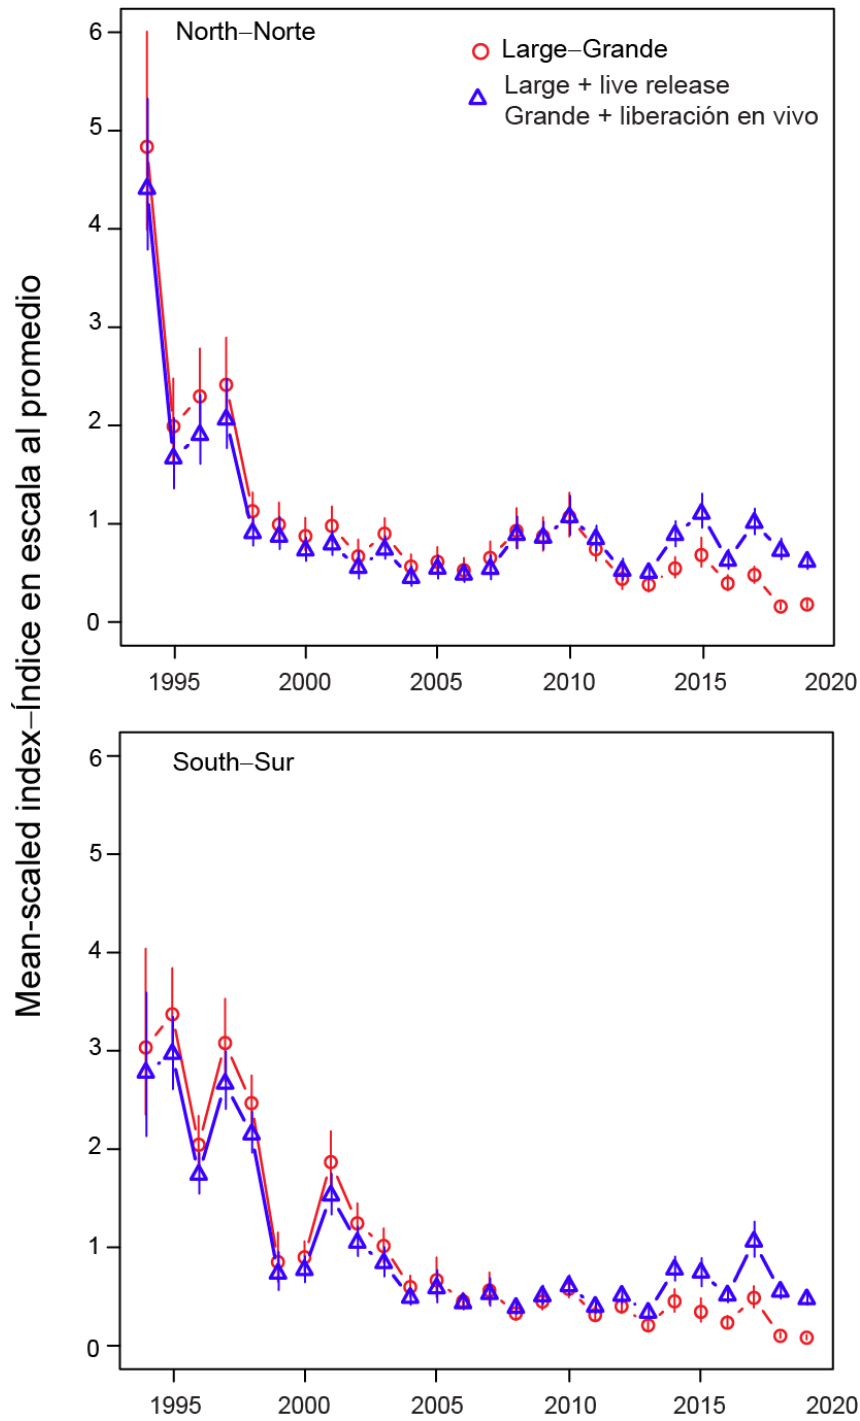 North–Norte
Large–Grande
Large + live release
Grande + liberación en vivo
6
5
4
3
2
1
0
1995 2000 2005 2010 2015 2020
Mean-scaled index–Índice en escala al promedio
South–Sur
6
5
4
3
2
1
0
1995 2000 2005 2010 2015 2020